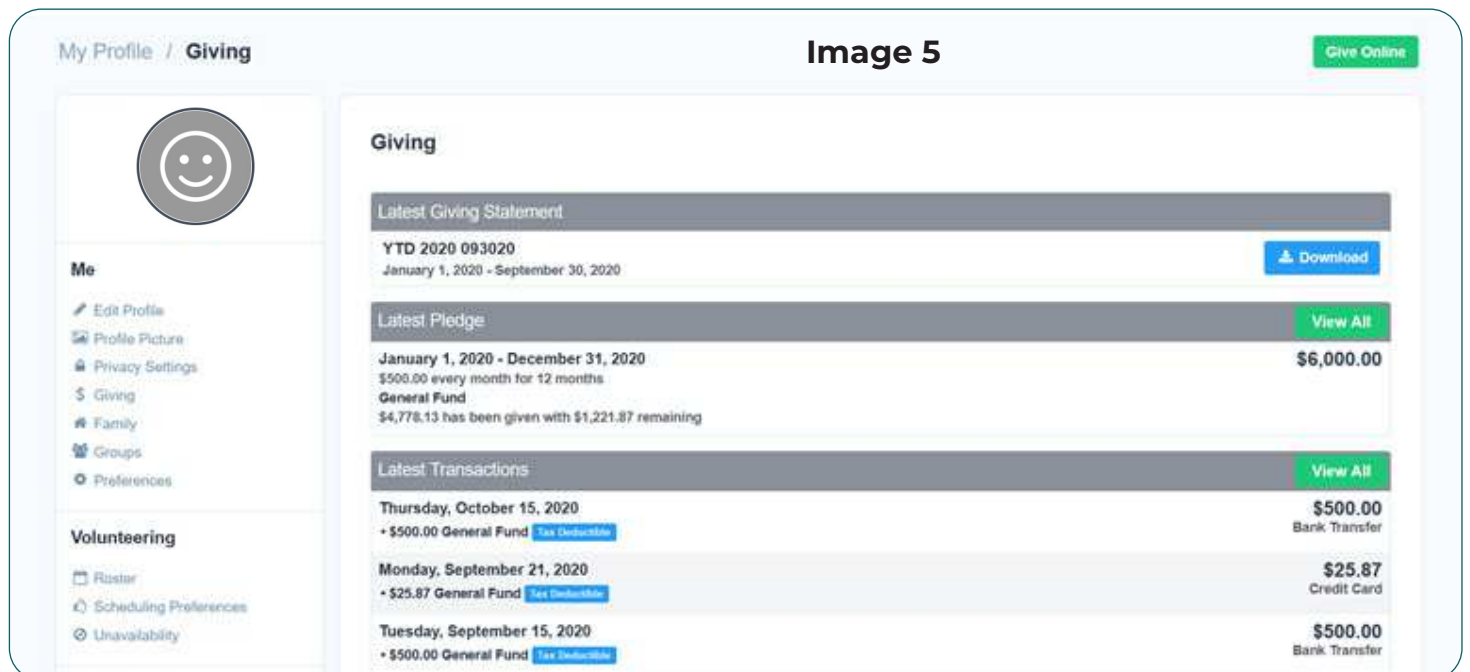 My Profile / Giving
Image 5
Give Online
Me
Edit Profile
Profile Picture
Privacy Settings
$ Giving
Family
Groups
Preferences
Volunteering
Roster
Scheduling Preferences
Unavailability
Giving
Latest Giving Statement
YTD 2020 093020
January 1, 2020 - September 30, 2020
Download
Latest Pledge
View All
January 1, 2020 - December 31, 2020
$6,000.00
$500.00 every month for 12 months
General Fund
$4,778.13 has been given with $1,221.87 remaining
Latest Transactions
View All
Thursday, October 15, 2020
$500.00
• $500.00 General Fund Tax Deductible
Bank Transfer
Monday, September 21, 2020
$25.87
• $25.87 General Fund Tax Deductible
Credit Card
Tuesday, September 15, 2020
$500.00
• $500.00 General Fund Tax Deductible
Bank Transfer